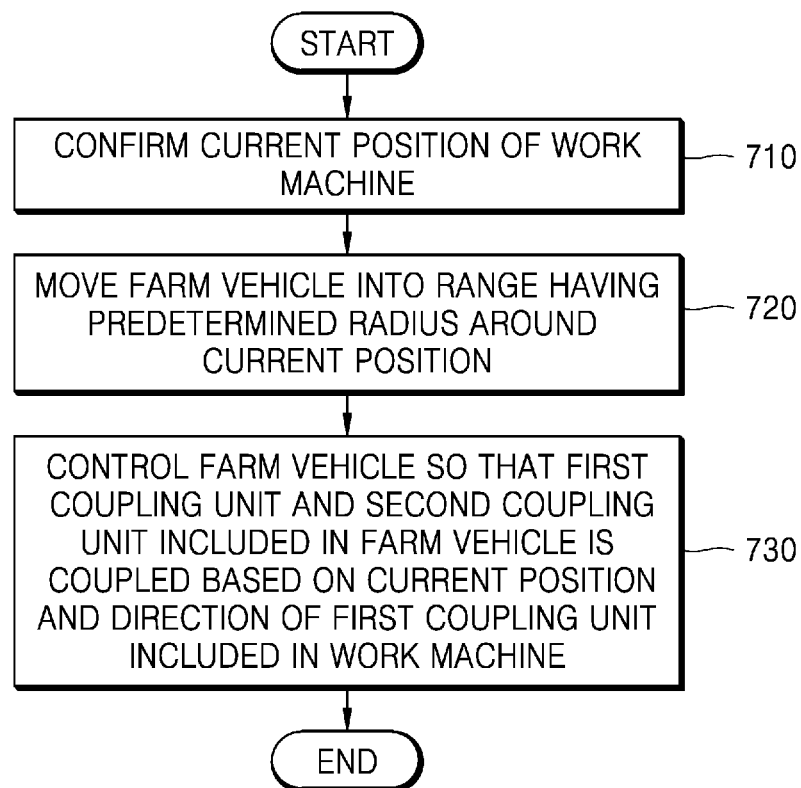 START
CONFIRM CURRENT POSITION OF WORK
MACHINE
710
MOVE FARM VEHICLE INTO RANGE HAVING
PREDETERMINED RADIUS AROUND
CURRENT POSITION
720
CONTROL FARM VEHICLE SO THAT FIRST
COUPLING UNIT AND SECOND COUPLING
UNIT INCLUDED IN FARM VEHICLE IS
COUPLED BASED ON CURRENT POSITION
AND DIRECTION OF FIRST COUPLING UNIT
INCLUDED IN WORK MACHINE
730
END